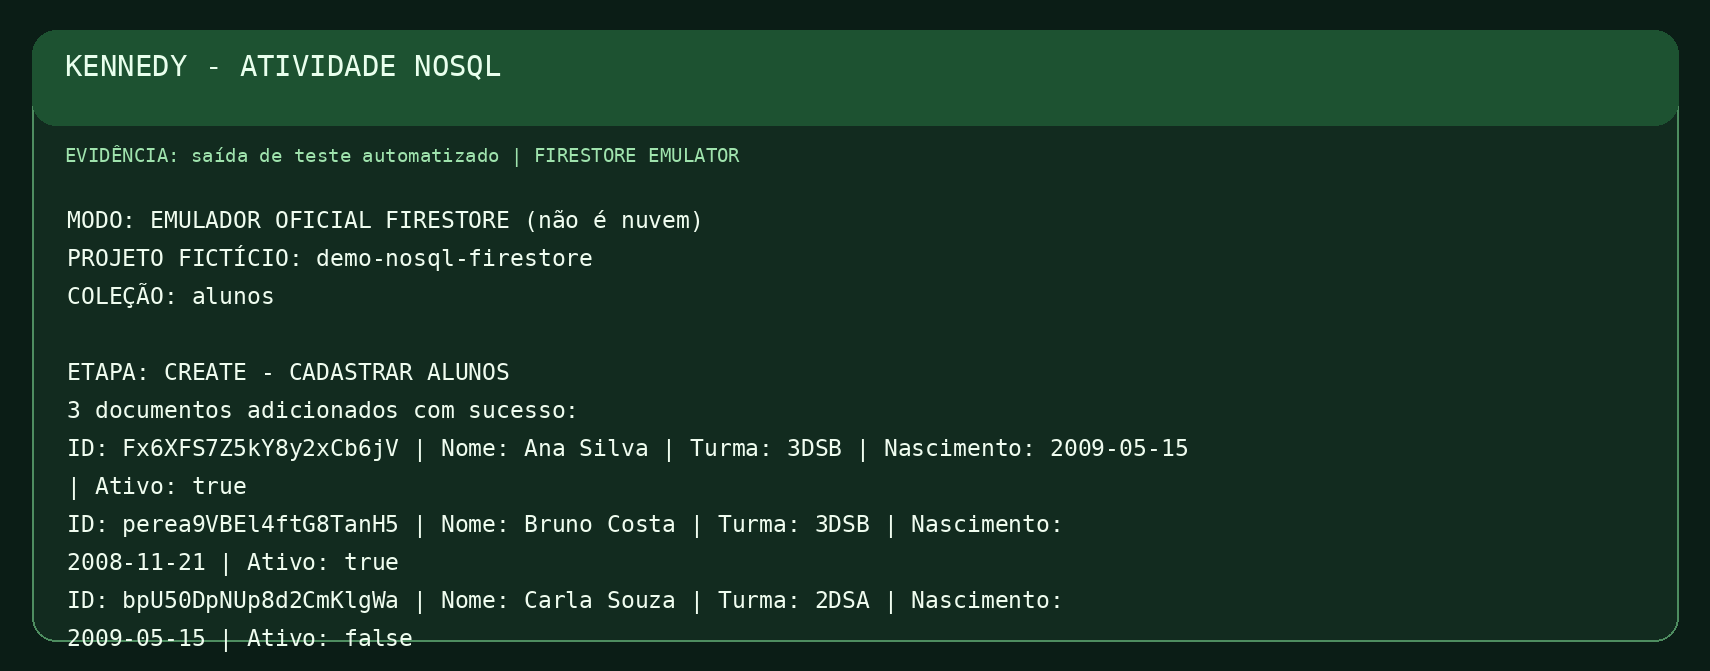 KENNEDY - ATIVIDADE NOSQL
EVIDÊNCIA: saída de teste automatizado | FIRESTORE EMULATOR
MODO: EMULADOR OFICIAL FIRESTORE (não é nuvem)
PROJETO FICTÍCIO: demo-nosql-firestore
COLEÇÃO: alunos
ETAPA: CREATE - CADASTRAR ALUNOS
3 documentos adicionados com sucesso:
ID: Fx6XFS7Z5kY8y2xCb6jV | Nome: Ana Silva | Turma: 3DSB | Nascimento: 2009-05-15
| Ativo: true
ID: perea9VBEl4ftG8TanH5 | Nome: Bruno Costa | Turma: 3DSB | Nascimento:
2008-11-21 | Ativo: true
ID: bpU50DpNUp8d2CmKlgWa | Nome: Carla Souza | Turma: 2DSA | Nascimento:
2009-05-15 | Ativo: false